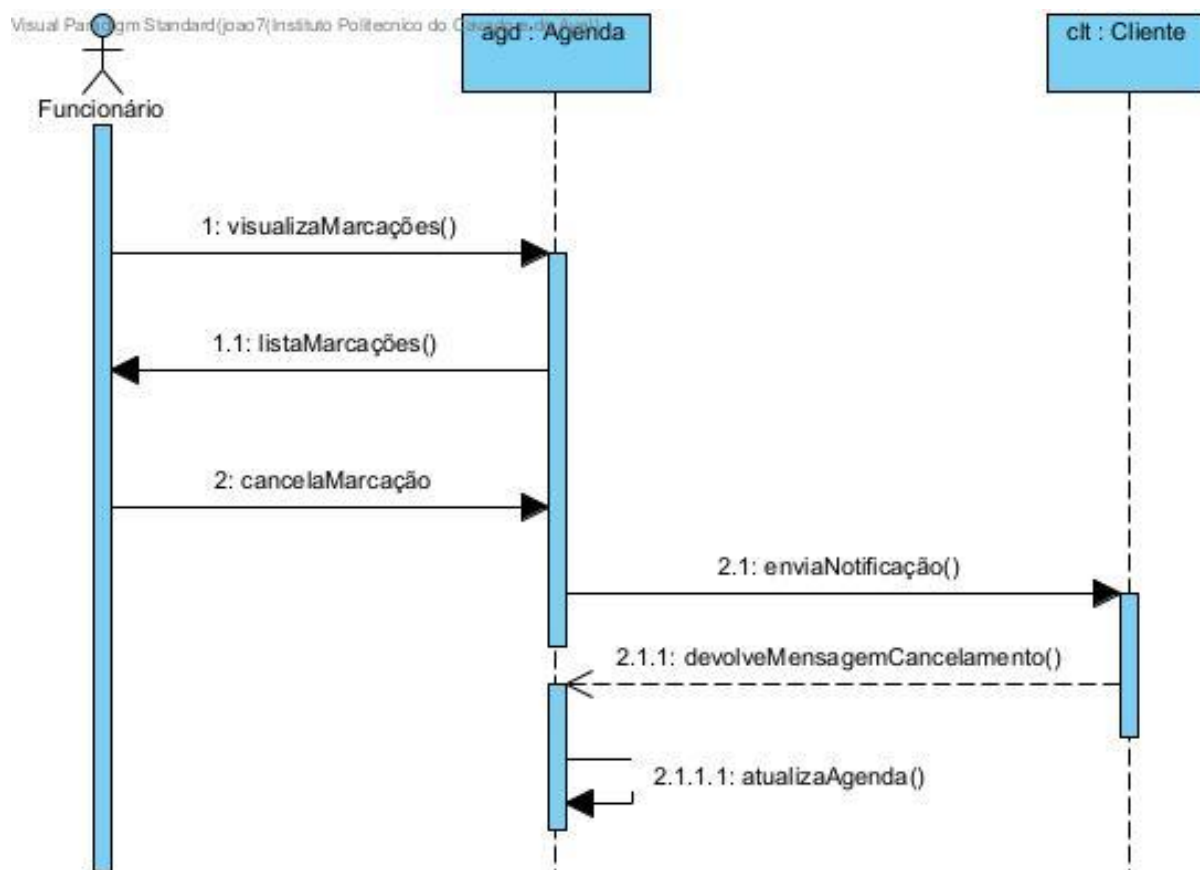 Visual Paradigm Standard(joao7(Instituto Politecnico do
agd : Agenda
clt : Cliente
Funcionário
1: visualizaMarcações()
1.1: listaMarcações()
2: cancelaMarcação
2.1: enviaNotificação()
2.1.1: devolveMensagemCancelamento()
2.1.1.1: atualizaAgenda()